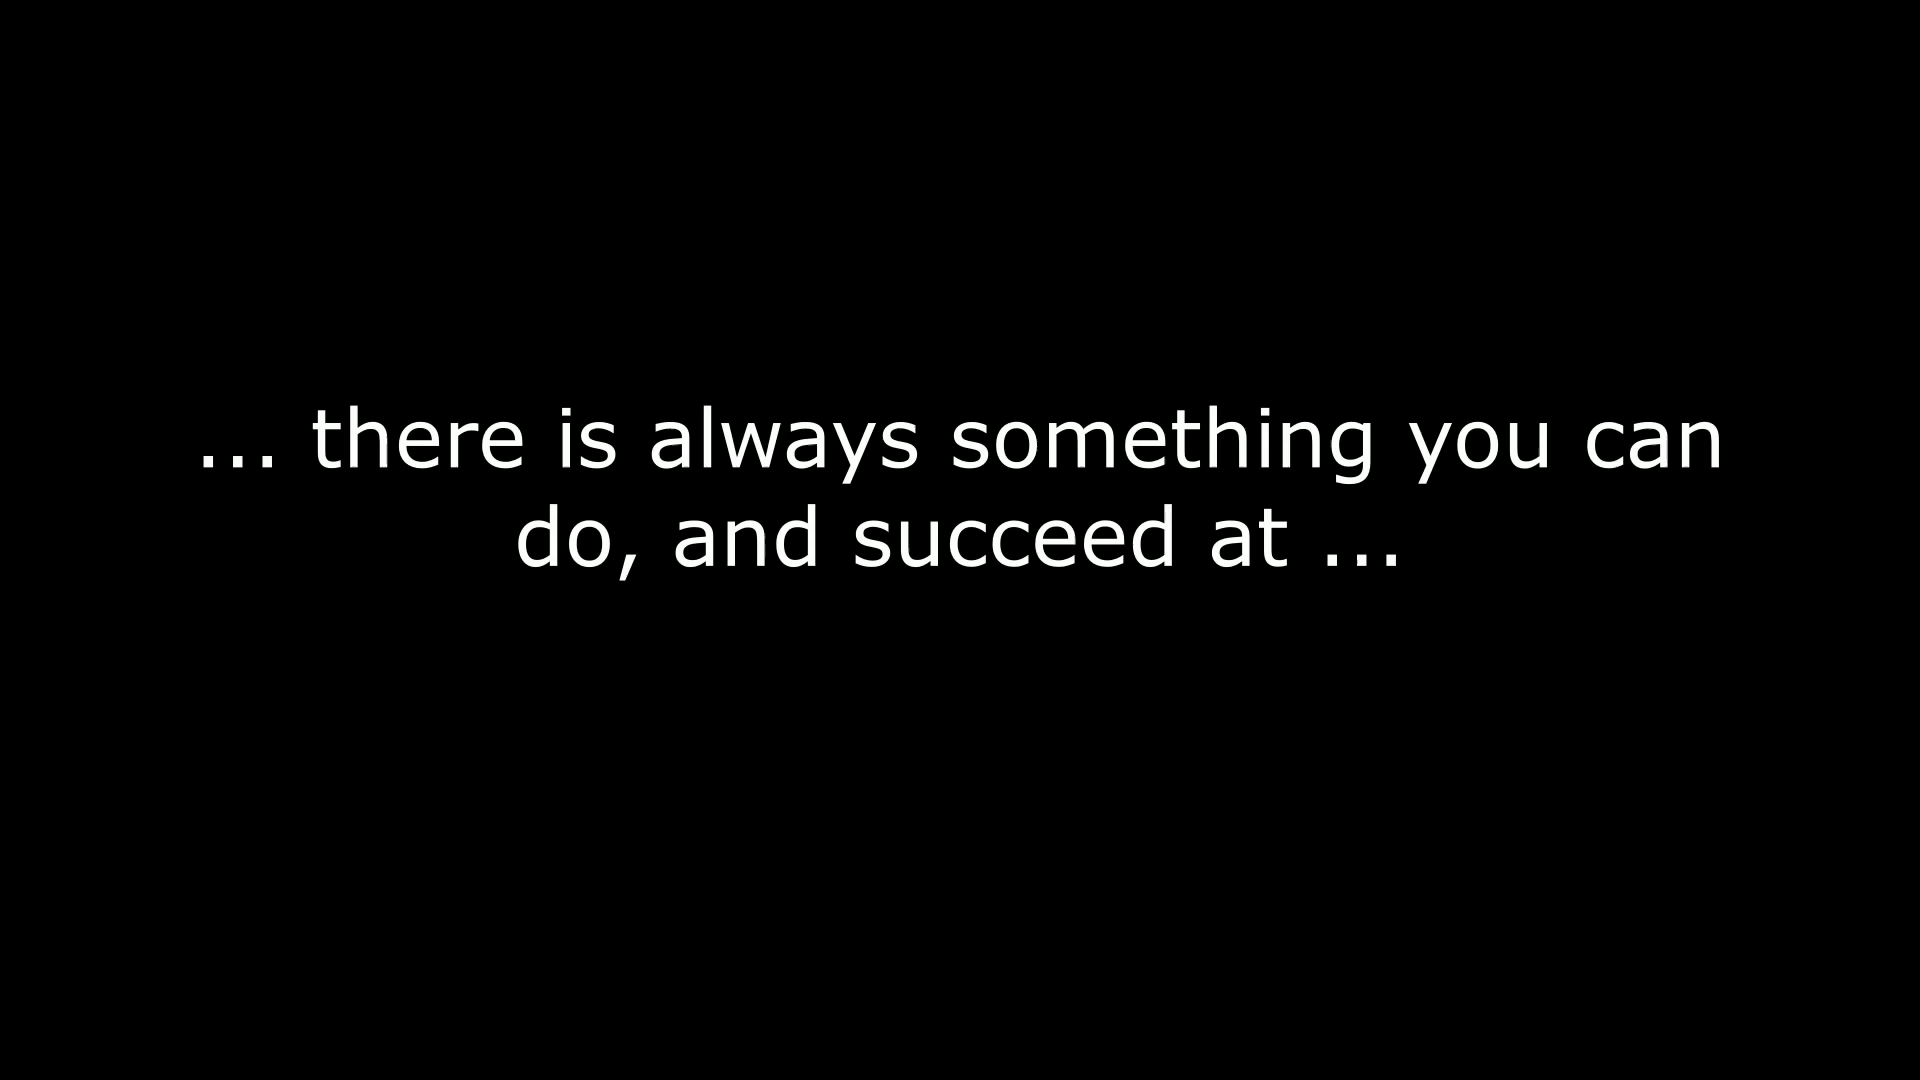 ... there is always something you can
do, and succeed at ...